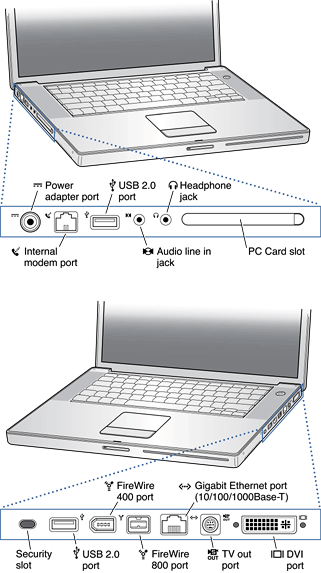 Power
adapter port
USB 2.0
port
Headphone
jack
Internal
modem port
Audio line in
jack
PC Card slot
FireWire
400 port
Gigabit Ethernet port
(10/100/1000Base-T)
Security
slot
USB 2.0
port
FireWire
800 port
TV out
port
DVI
port